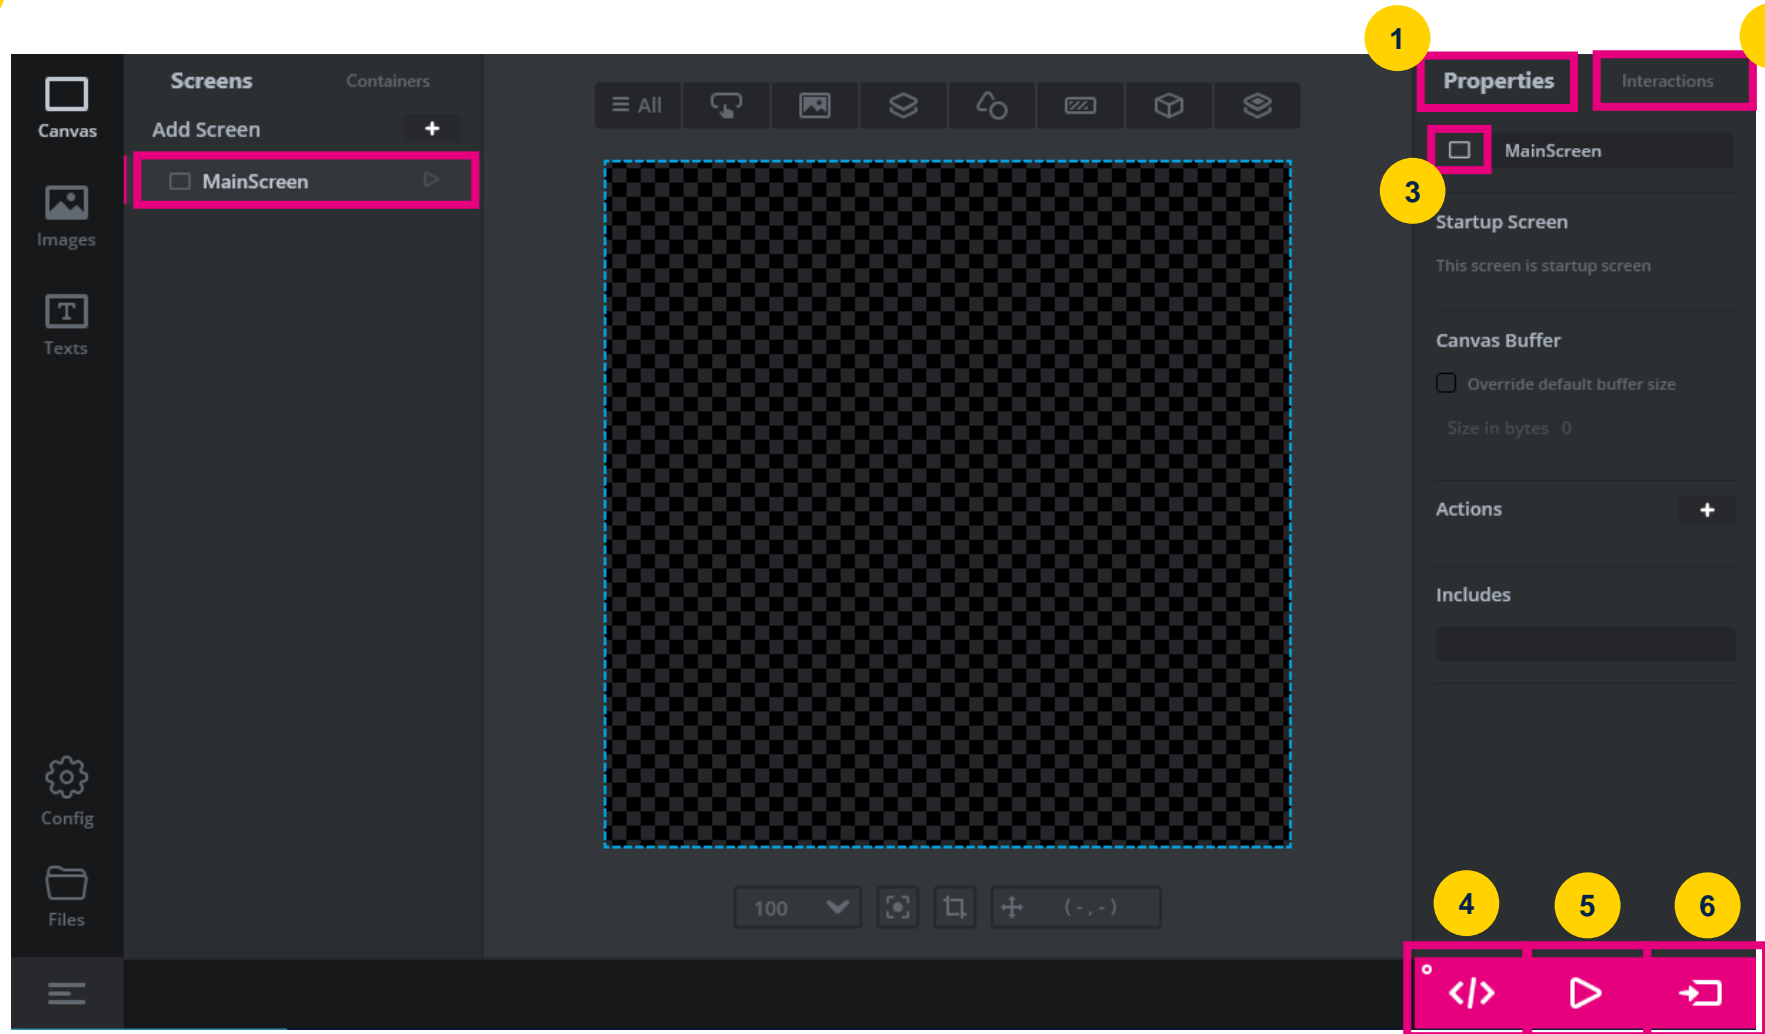 1
Screens
Containers
Properties
Interactions
All
Canvas
Add Screen
+
MainScreen
MainScreen
3
Startup Screen
Images
This screen is startup screen
T
Texts
Canvas Buffer
Override default buffer size
Size in bytes 0
Actions
+
Includes
Config
Files
100
(-,-)
4
5
6
</>